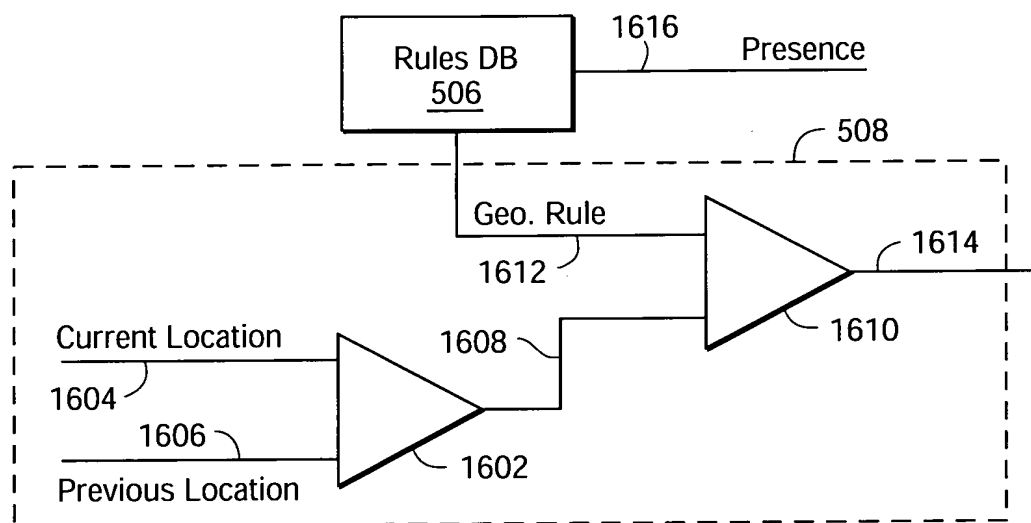 1616
Presence
Rules DB
506
508
Geo. Rule
1612
1614
1610
Current Location
1604
1608
1606
1602
Previous Location